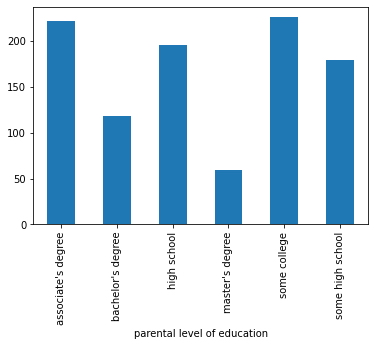 200
150
100
50
0
associate's degree
bachelor's degree
high school
master's degree
some college
some high school
parental level of education